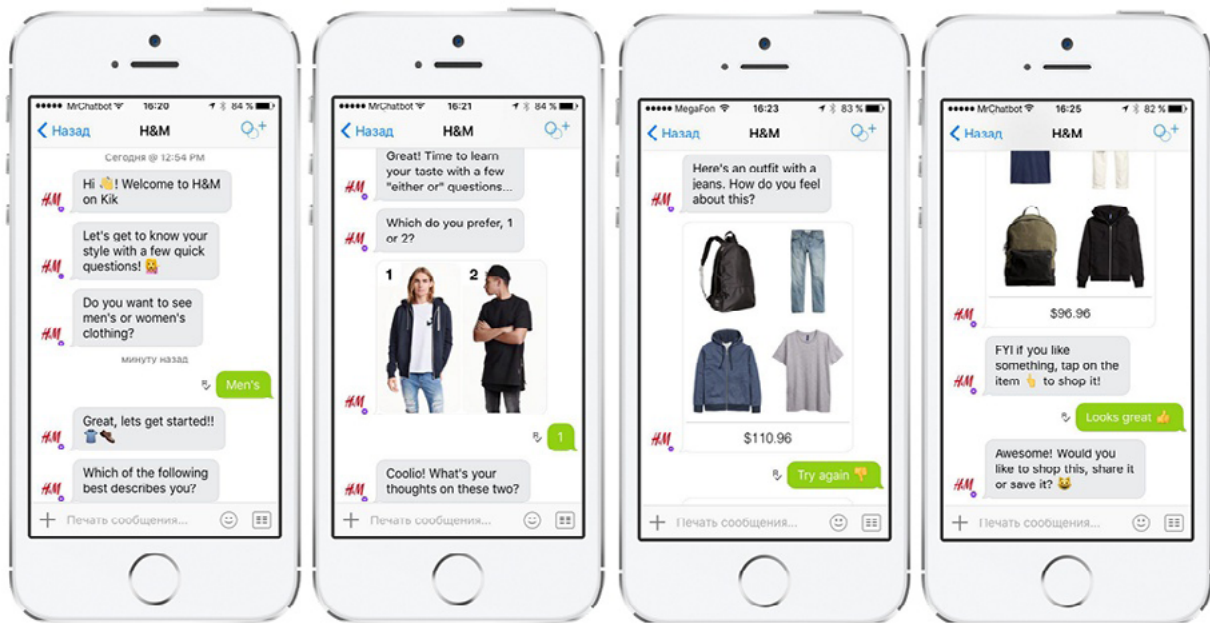 MrChatbot 16:20 84 %
Назад H&M
Сегодня @ 12:54 PM
Hi 👋! Welcome to H&M
on Kik
H&M
Let's get to know your
style with a few quick
questions! 🙈
H&M
Do you want to see
men's or women's
clothing?
H&M
минуту назад
Men's
Great, lets get started!!
👕👞
H&M
Which of the following
best describes you?
H&M
Печать сообщения...
MrChatbot 16:21 84 %
Назад H&M
Great! Time to learn
your taste with a few
"either or" questions...
H&M
Which do you prefer, 1
or 2?
H&M
1 2
H&M
1
Coolio! What's your
thoughts on these two?
H&M
Печать сообщения...
MegaFon 16:23 83 %
Назад H&M
Here's an outfit with a
jeans. How do you feel
about this?
H&M
$110.96
H&M
Try again 👎
Печать сообщения...
MrChatbot 16:25 82 %
Назад H&M
$96.96
H&M
FYI if you like
something, tap on the
item 👆 to shop it!
H&M
Looks great 👍
Awesome! Would you
like to shop this, share it
or save it? 😺
H&M
Печать сообщения...